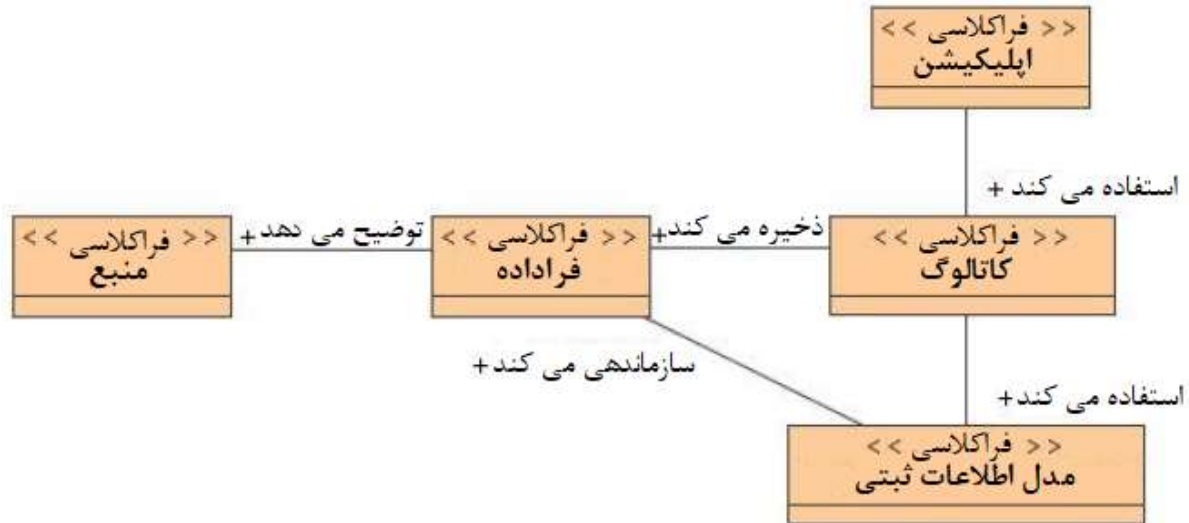 << فراکلاسی >>
اپلیکیشن
استفاده می کند +
<< فراکلاسی >>
کاتالوگ
ذخیره می کند+
<< فراکلاسی >>
فراداده
توضیح می دهد+
<< فراکلاسی >>
منبع
سازماندهی می کند+
استفاده می کند+
<< فراکلاسی >>
مدل اطلاعات ثبتی